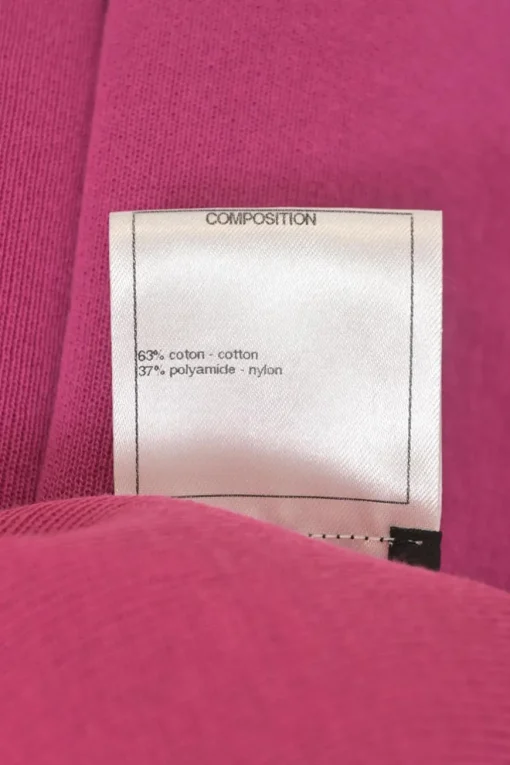 COMPOSITION
63% coton - cotton
37% polyamide - nylon